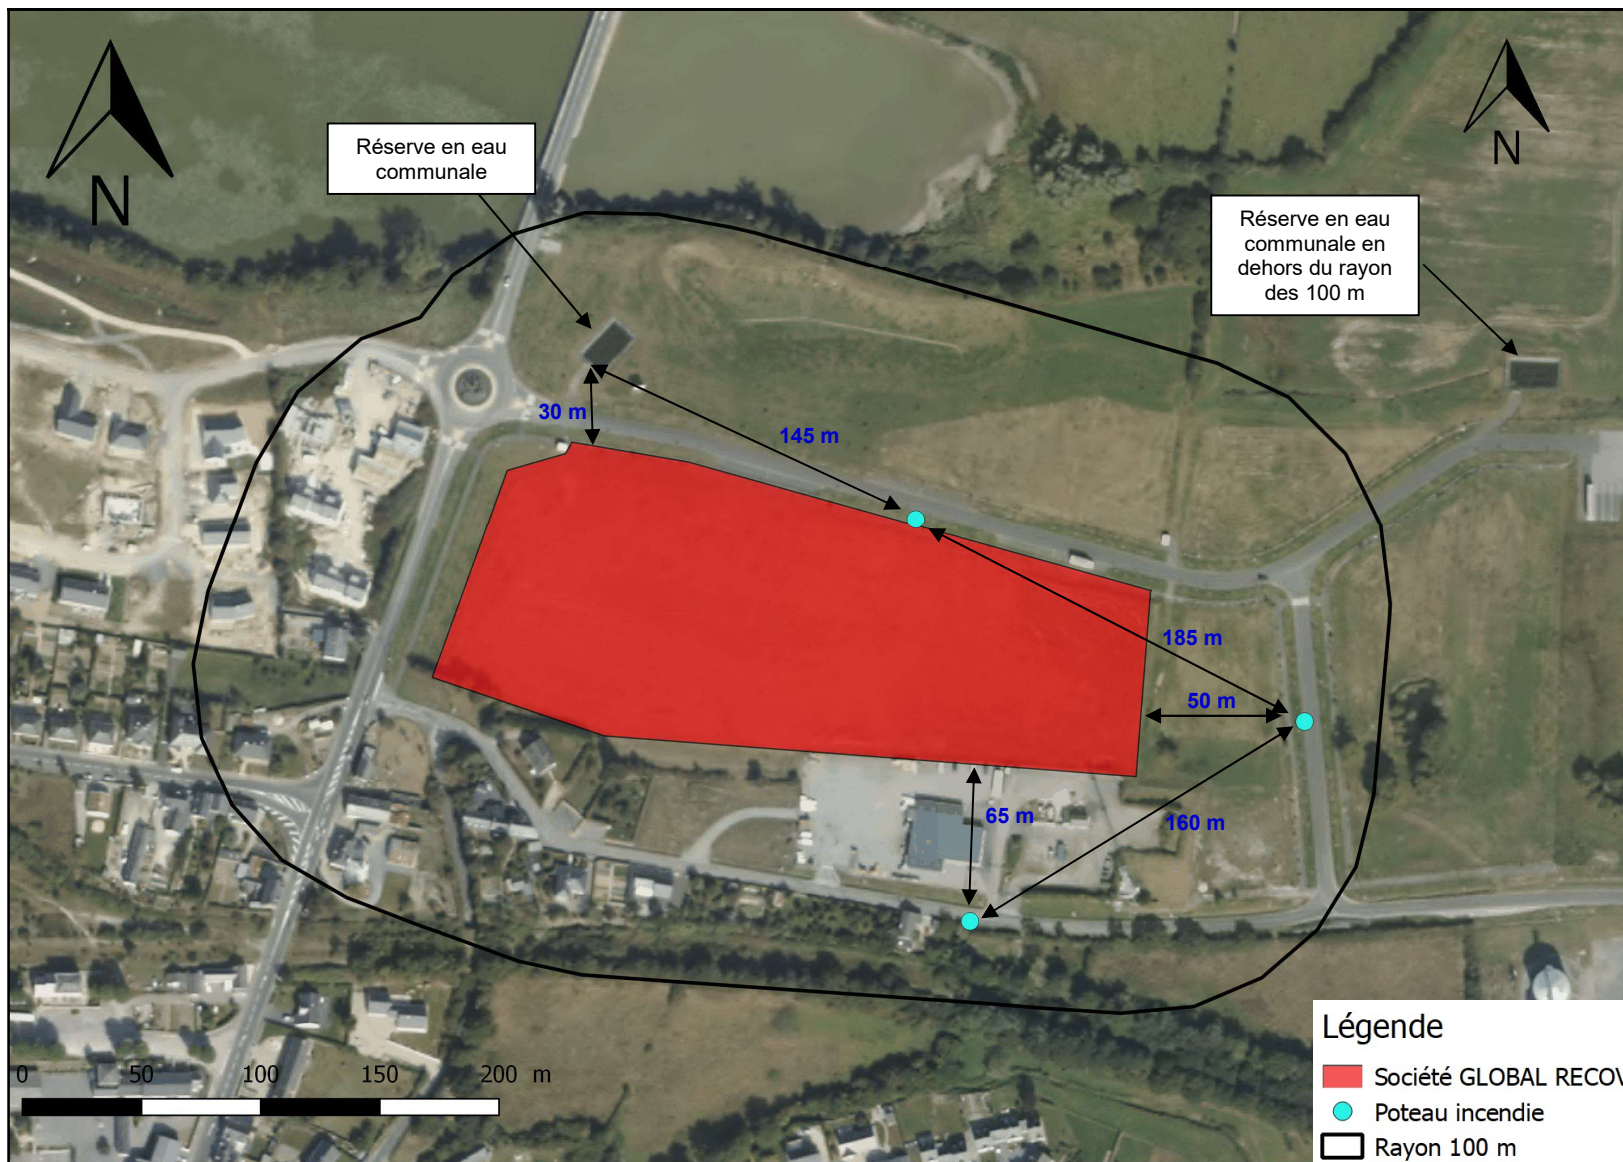 N
Réserve en eau
communale
N
Réserve en eau
communale en
dehors du rayon
des 100 m
30 m
145 m
185 m
50 m
65 m
160 m
0 50 100 150 200 m
Légende
Société GLOBAL RECOV
Poteau incendie
Rayon 100 m